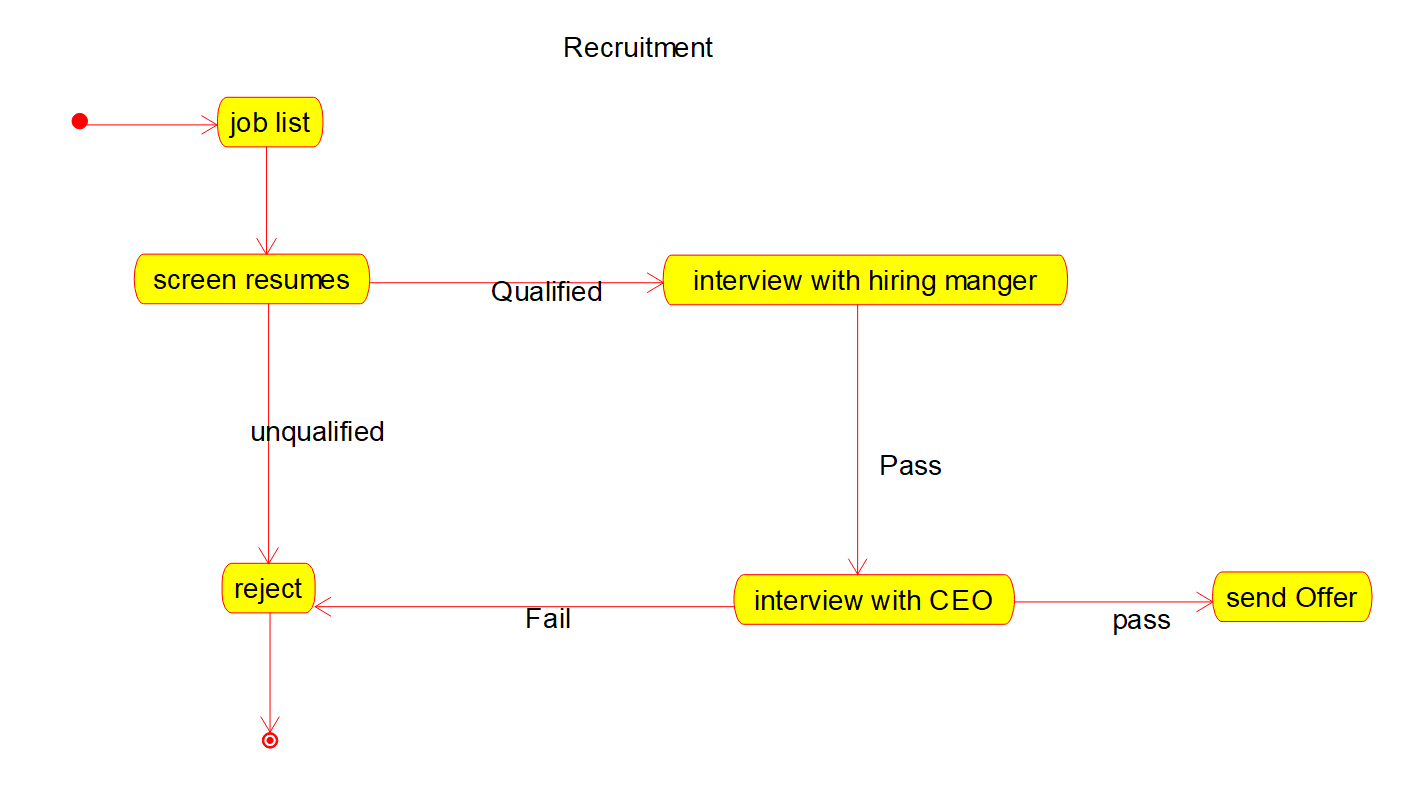 Recruitment
job list
screen resumes
Qualified
interview with hiring manger
unqualified
Pass
reject
Fail
interview with CEO
pass
send Offer